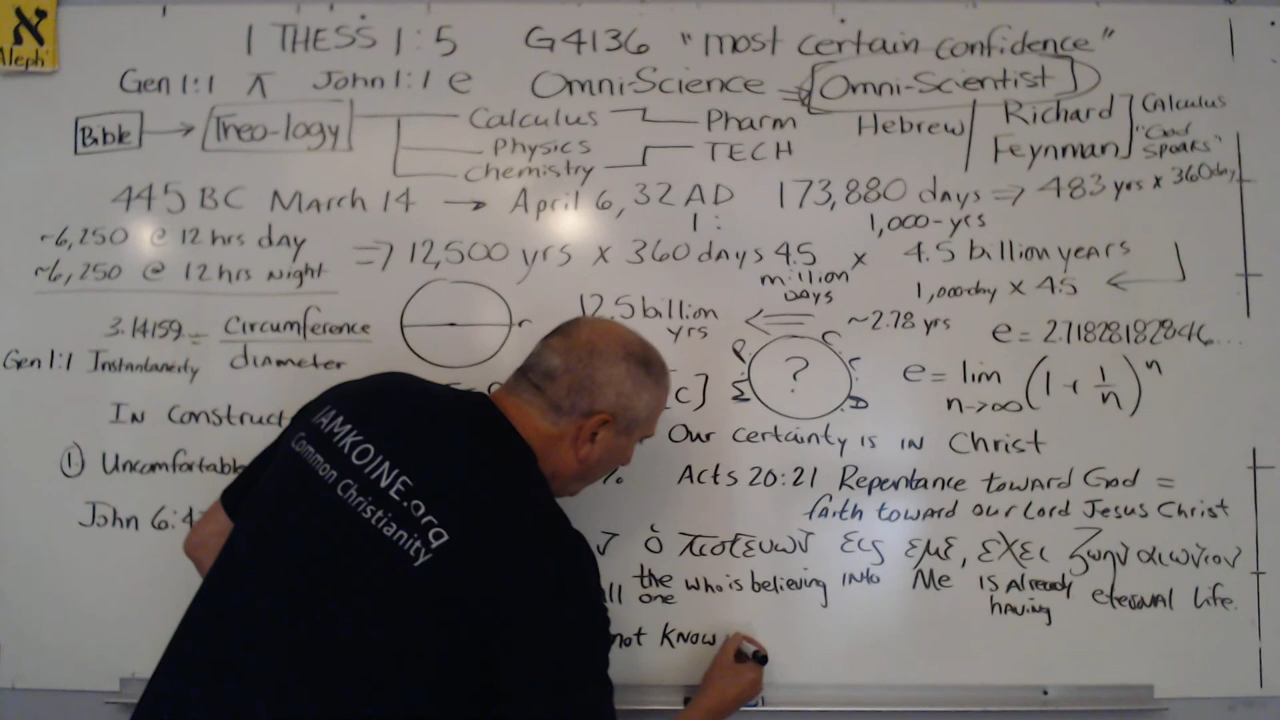 א
Aleph
1 THESS 1:5 G4136 "most certain confidence"
Gen 1:1 π John 1:1 e Omni-Science => [Omni-Scientist]
Bible → Theo-logy
Calculus
Physics
Chemistry
Pharm
TECH
Hebrew
Richard
Feynman
Calculus
"God
Speaks"
445 BC March 14 → April 6, 32 AD 173,880 days => 483 yrs x 360day
1: 1,000-yrs
~6,250 @ 12 hrs day
~6,250 @ 12 hrs Night
=> 12,500 yrs x 360 days 4.5 x 4.5 billion years
million
Days
1,000day x 4.5
12.5 billion
yrs
~2.78 yrs
e = 2.71828182846...
3.14159 = Circumference
diameter
r
?
e = lim (1 + 1/n)^n
n→∞
Gen 1:1 Instantaneity
In Construct
c]
Our certainty is in Christ
① Uncomfortabl
%
Acts 20:21 Repentance toward God =
faith toward our Lord Jesus Christ
John 6:4
ὁ πιστευων εις εμε, εχει ζωην αιωνιον
ll the one who is believing INTO Me is Already having eternal life.
not know
IAMKOINE.org
Common Christianity